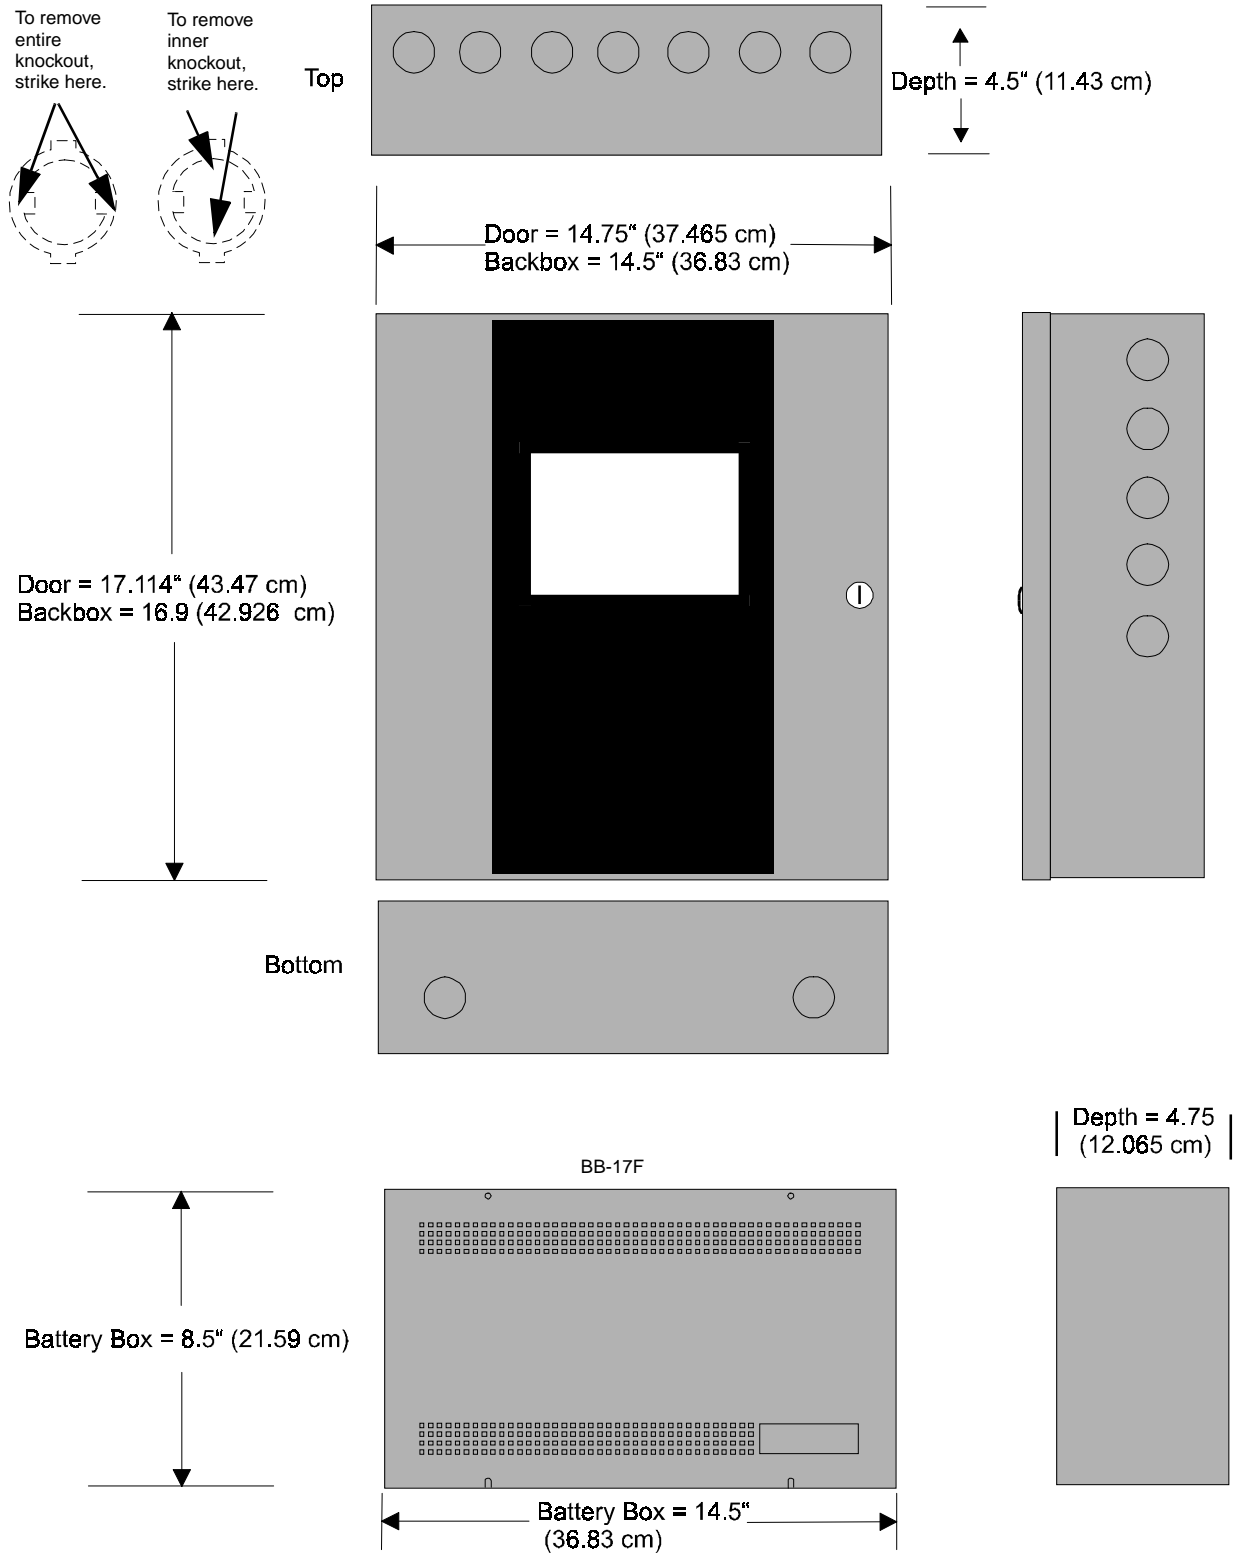 To remove
entire
knockout,
strike here.
To remove
inner
knockout,
strike here.
Top
Depth = 4.5“ (11.43 cm)
Door = 14.75“ (37.465 cm)
Backbox = 14.5“ (36.83 cm)
Door = 17.114“ (43.47 cm)
Backbox = 16.9 (42.926 cm)
Bottom
Depth = 4.75
(12.065 cm)
BB-17F
Battery Box = 8.5“ (21.59 cm)
Battery Box = 14.5“
(36.83 cm)